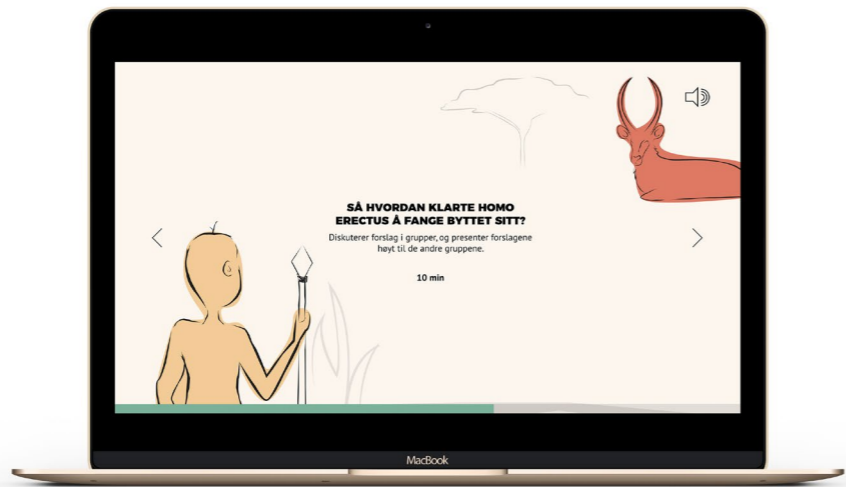 SÅ HVORDAN KLARTE HOMO
ERECTUS Å FANGE BYTTET SITT?
Diskuterer forslag i grupper, og presenter forslagene
høyt til de andre gruppene.
10 min
MacBook